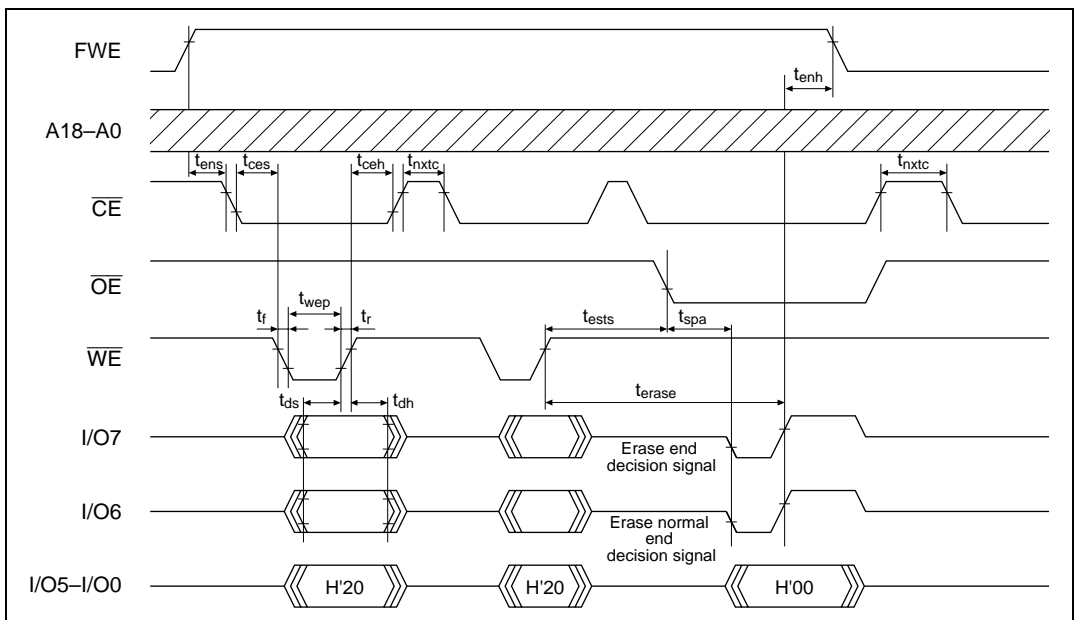 FWE
tenh
A18–A0
tens
tces
tceh
tnxtc
tnxtc
CE
OE
twep
tf
tr
tests
tspa
WE
tds
tdh
terase
I/O7
Erase end
decision signal
I/O6
Erase normal
end
decision signal
I/O5–I/O0
H'20
H'20
H'00